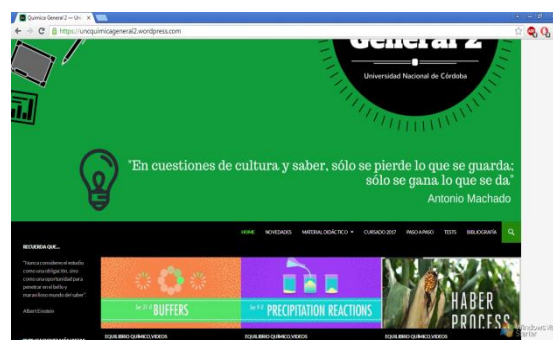 Química General 2 — Un
https://uncquimicageneral2.wordpress.com
General 2
Universidad Nacional de Córdoba
"En cuestiones de cultura y saber, sólo se pierde lo que se guarda;
sólo se gana lo que se da"
Antonio Machado
HOME NOVEDADES MATERIAL DIDÁCTICO CURSADO 2017 PASO A PASO TESTS BIBLIOGRAFÍA
RECUERDA QUE...
"Nunca consideres el estudio
como una obligación, sino
como una oportunidad para
penetrar en el bello y
maravilloso mundo del saber".
Albert Einstein
BUFFERS
PRECIPITATION REACTIONS
HABER
PROCESS
EQUILIBRIO QUÍMICO, VIDEOS
EQUILIBRIO QUÍMICO, VIDEOS
EQUILIBRIO QUÍMICO, VIDEOS